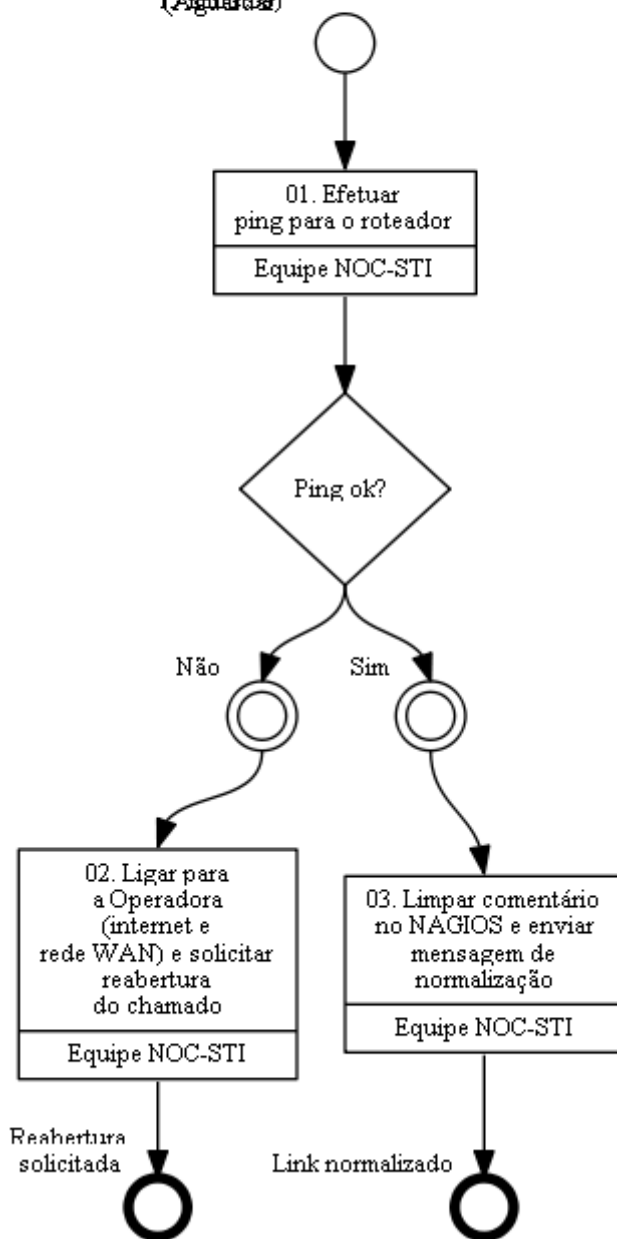 01. Efetuar
ping para o roteador
Equipe NOC-STI
Ping ok?
Não
Sim
02. Ligar para
a Operadora
(internet e
rede WAN) e solicitar
reabertura
do chamado
Equipe NOC-STI
03. Limpar comentário
no NAGIOS e enviar
mensagem de
normalização
Equipe NOC-STI
Reabertura
solicitada
Link normalizado